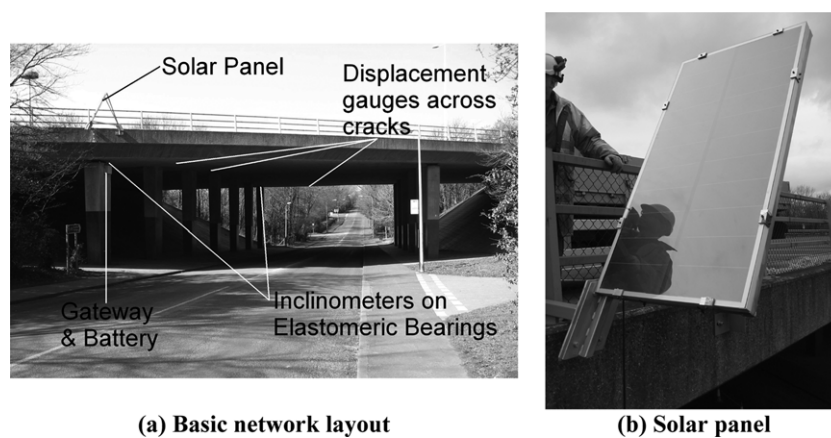 Solar Panel
Displacement
gauges across
cracks
Gateway
& Battery
Inclinometers on
Elastomeric Bearings
(a) Basic network layout
(b) Solar panel